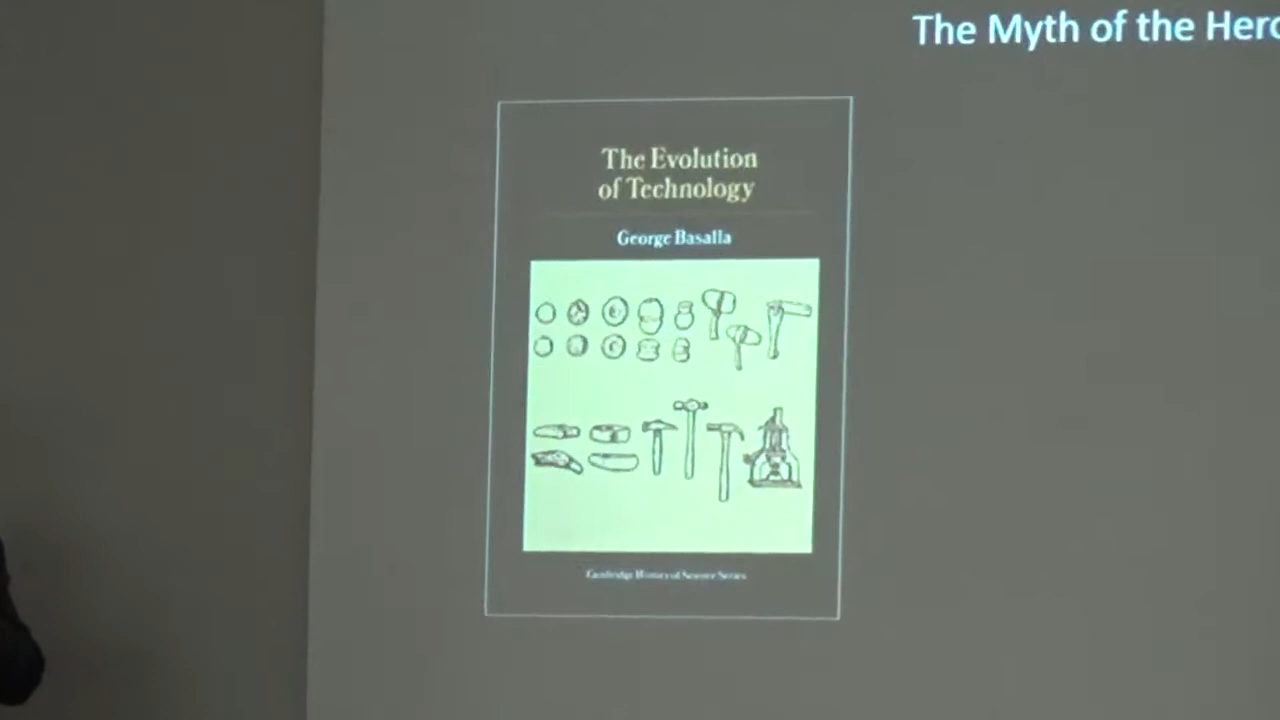 The Myth of the Hero
The Evolution
of Technology
George Basalla
Cambridge History of Science Series